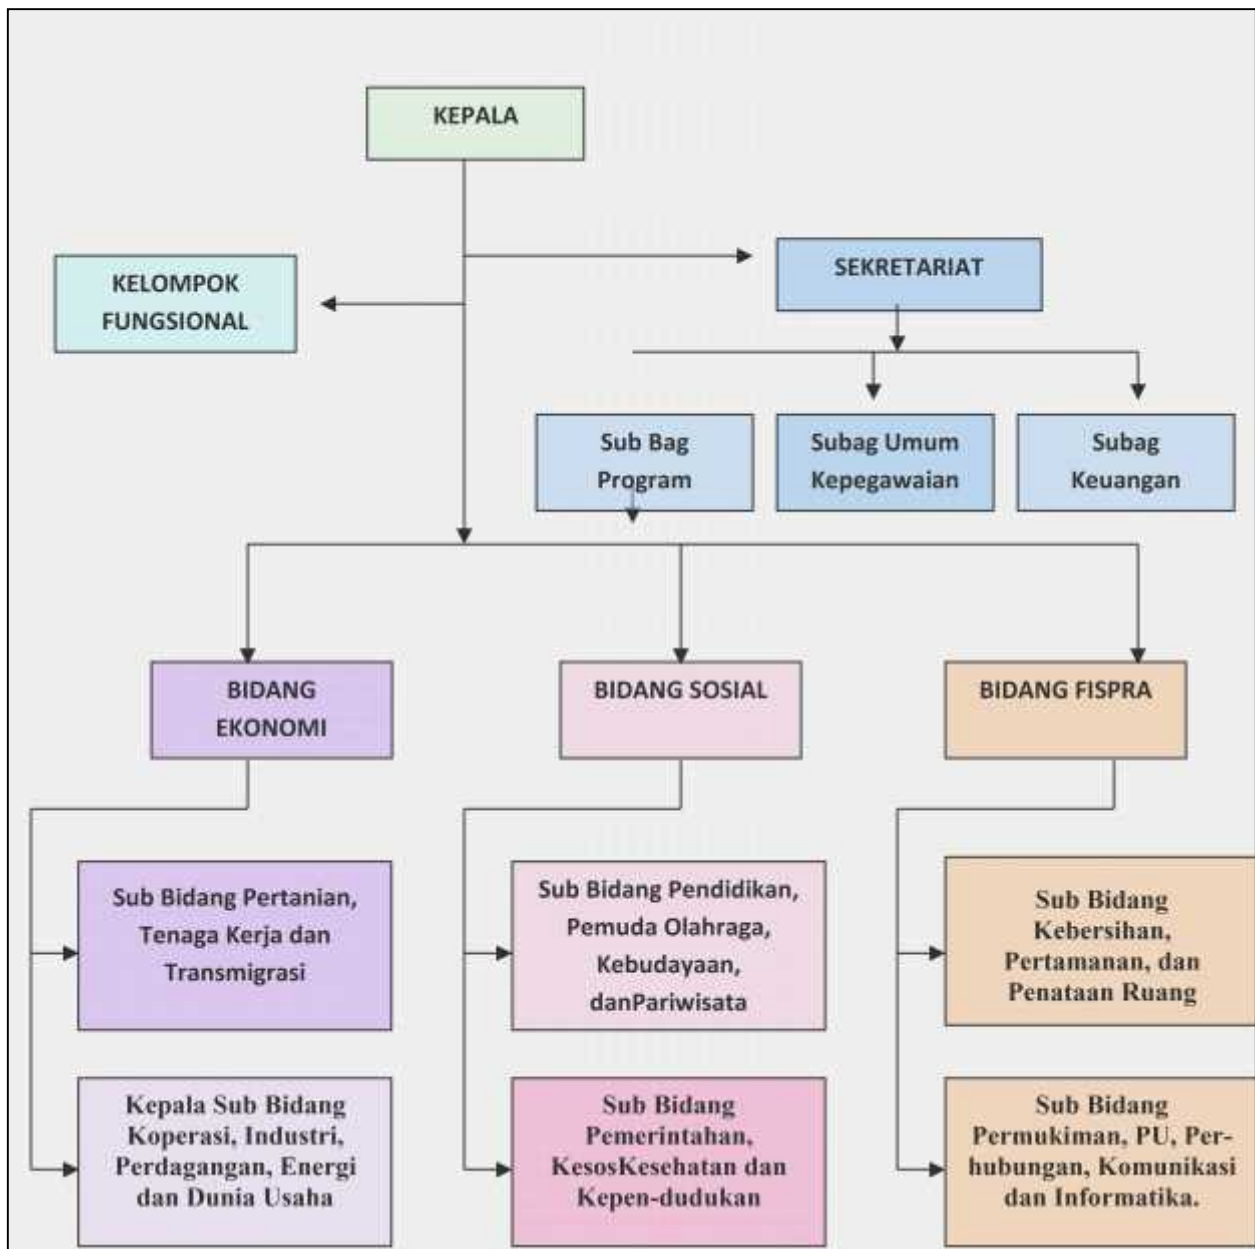 KEPALA
SEKRETARIAT
KELOMPOK
FUNGSIONAL
Sub Bag
Program
Subag Umum
Kepegawaian
Subag
Keuangan
BIDANG
EKONOMI
BIDANG SOSIAL
BIDANG FISPRA
Sub Bidang Pertanian,
Tenaga Kerja dan
Transmigrasi
Sub Bidang Pendidikan,
Pemuda Olahraga,
Kebudayaan,
danPariwisata
Sub Bidang
Kebersihan,
Pertamanan, dan
Penataan Ruang
Kepala Sub Bidang
Koperasi, Industri,
Perdagangan, Energi
dan Dunia Usaha
Sub Bidang
Pemerintahan,
KesosKesehatan dan
Kepen-dudukan
Sub Bidang
Permukiman, PU, Per-
hubungan, Komunikasi
dan Informatika.